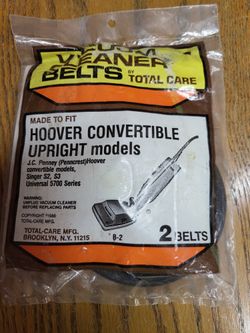 VACUUM
CLEANER
BELTS BY TOTAL CARE
MADE TO FIT
HOOVER CONVERTIBLE
UPRIGHT models
J.C. Penney (Penncrest)Hoover
convertible models,
Singer S2, S3
Universal 5700 Series
WARNING:
UNPLUG VACUUM CLEANER
BEFORE REPLACING PARTS
COPYRIGHT 1986
TOTAL-CARE MFG.
TOTAL-CARE MFG.
BROOKLYN, N.Y. 11215
B-2
2 BELTS